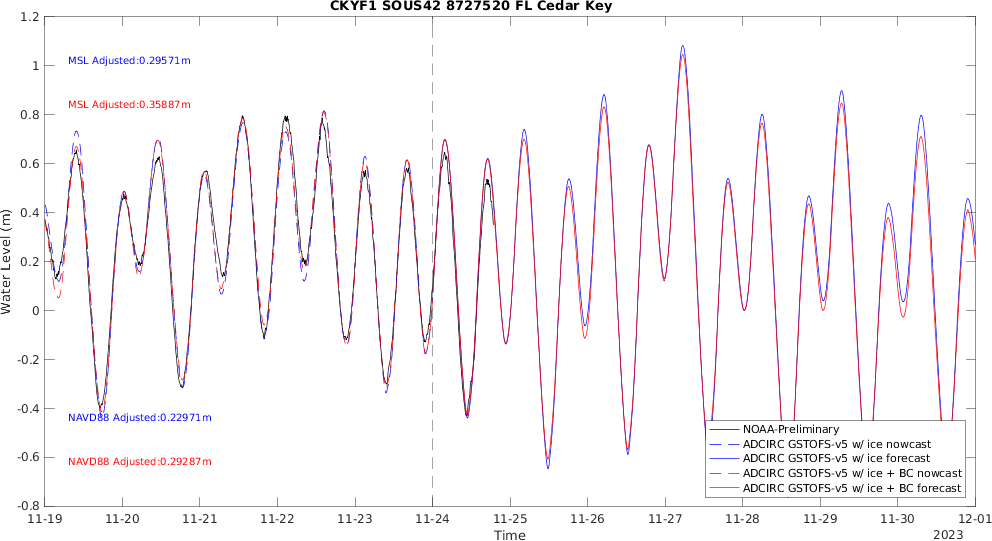 CKYF1 SOUS42 8727520 FL Cedar Key
1.2
1
0.8
0.6
0.4
0.2
0
-0.2
-0.4
-0.6
-0.8
Water Level (m)
MSL Adjusted:0.29571m
MSL Adjusted:0.35887m
NAVD88 Adjusted:0.22971m
NAVD88 Adjusted:0.29287m
NOAA-Preliminary
ADCIRC GSTOFS-v5 w/ ice nowcast
ADCIRC GSTOFS-v5 w/ ice forecast
ADCIRC GSTOFS-v5 w/ ice + BC nowcast
ADCIRC GSTOFS-v5 w/ ice + BC forecast
11-19 11-20 11-21 11-22 11-23 11-24 11-25 11-26 11-27 11-28 11-29 11-30 12-01
Time
2023